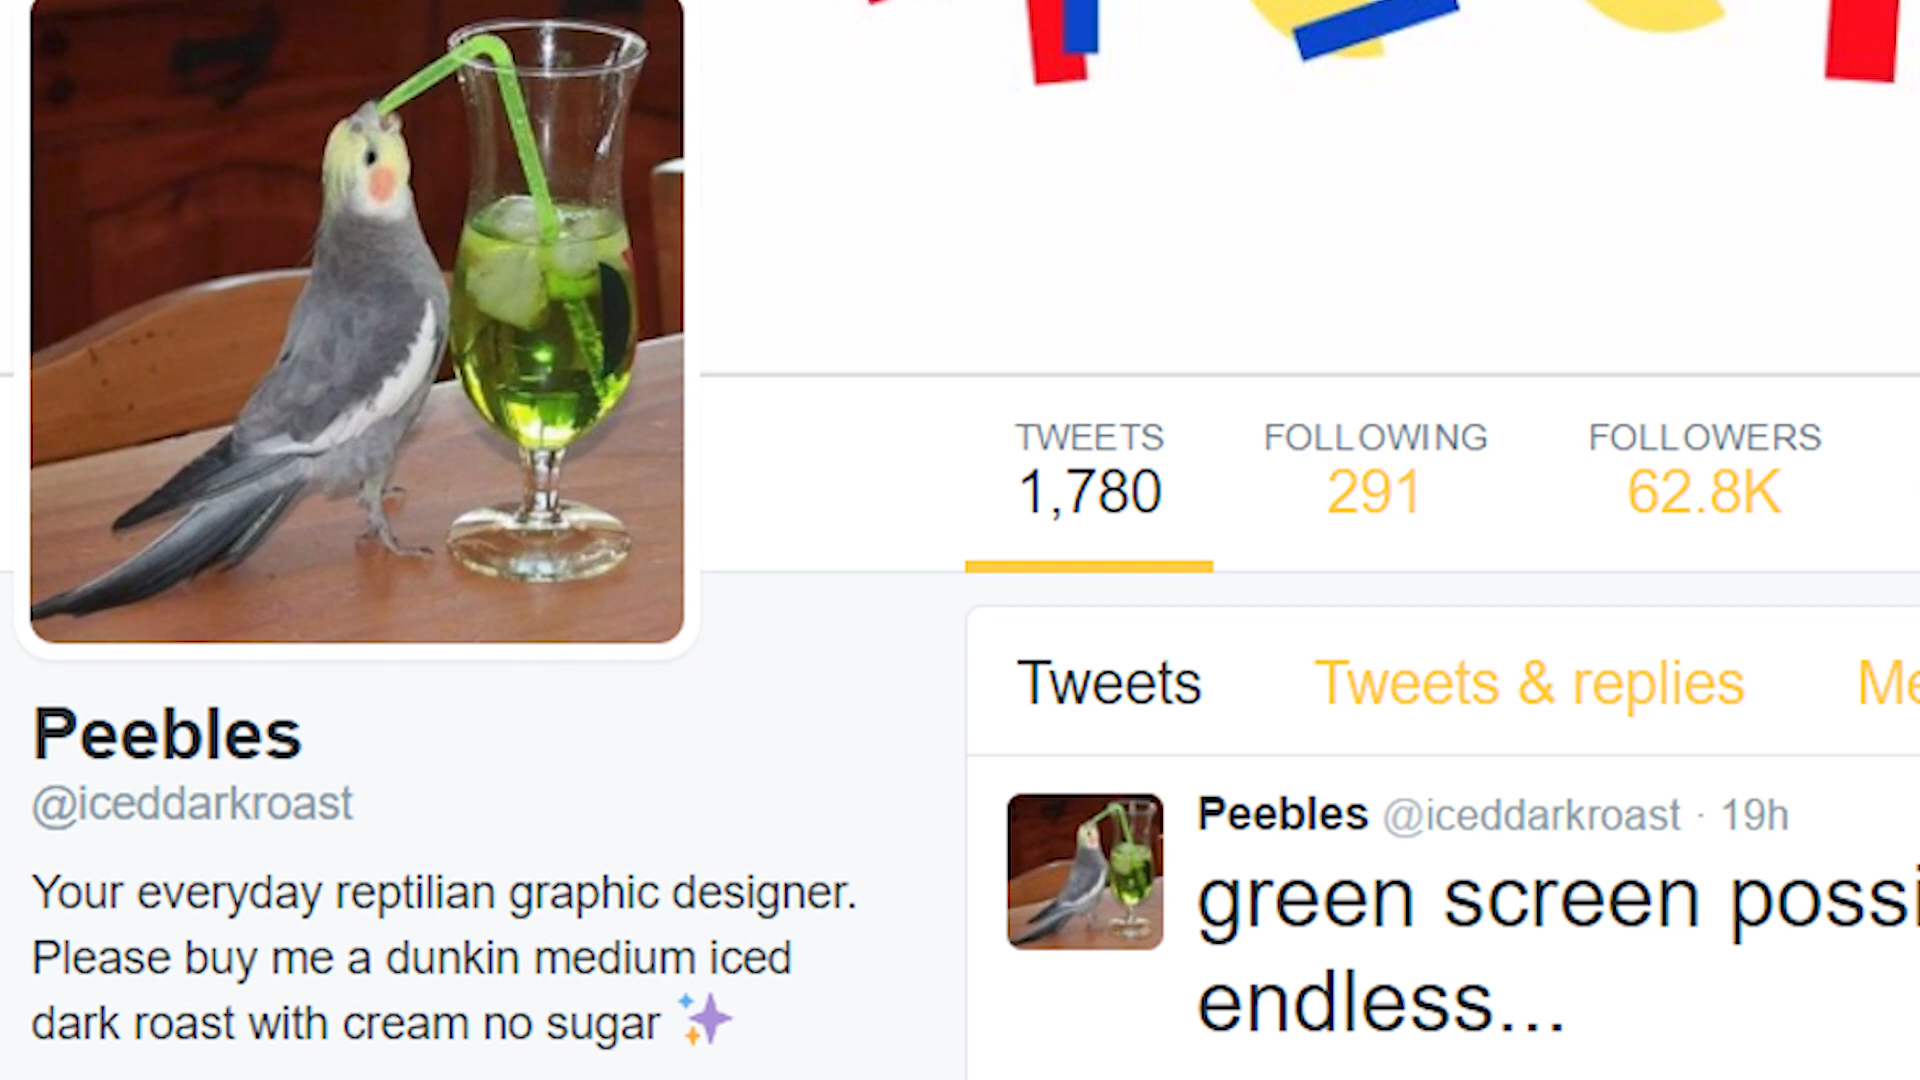 TWEETS FOLLOWING FOLLOWERS
1,780 291 62.8K
Tweets Tweets & replies Me
Peebles
@iceddarkroast
Your everyday reptilian graphic designer.
Please buy me a dunkin medium iced
dark roast with cream no sugar ✨
Peebles @iceddarkroast · 19h
green screen possi
endless...